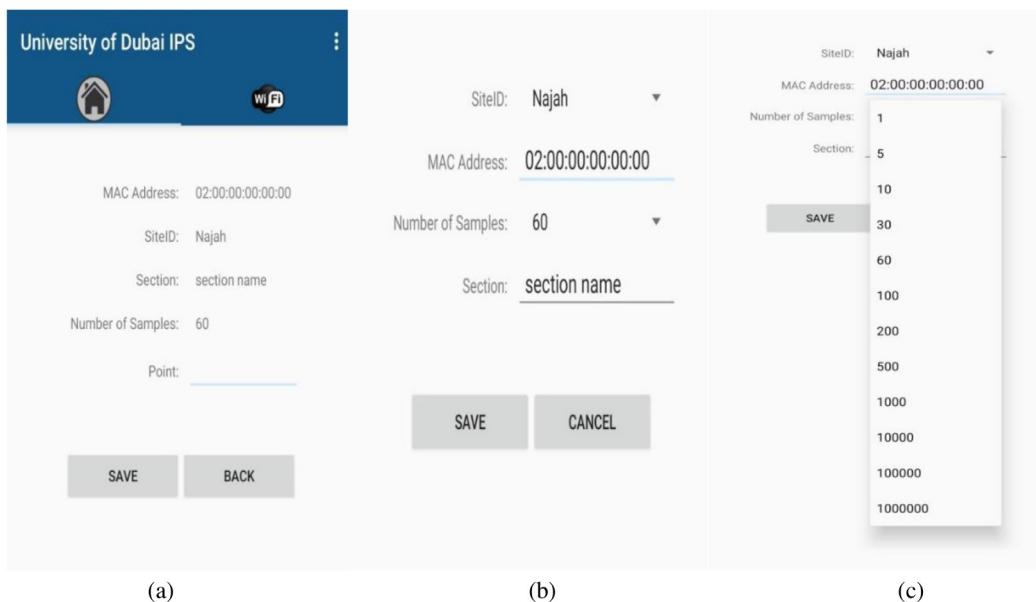 University of Dubai IPS
Wi Fi
MAC Address: 02:00:00:00:00:00
SiteID: Najah
Section: section name
Number of Samples: 60
Point:
SAVE BACK
(a)
SiteID: Najah
MAC Address: 02:00:00:00:00:00
Number of Samples: 60
Section: section name
SAVE CANCEL
(b)
SiteID: Najah
MAC Address: 02:00:00:00:00:00
Number of Samples:
Section:
SAVE
1
5
10
30
60
100
200
500
1000
10000
100000
1000000
(c)